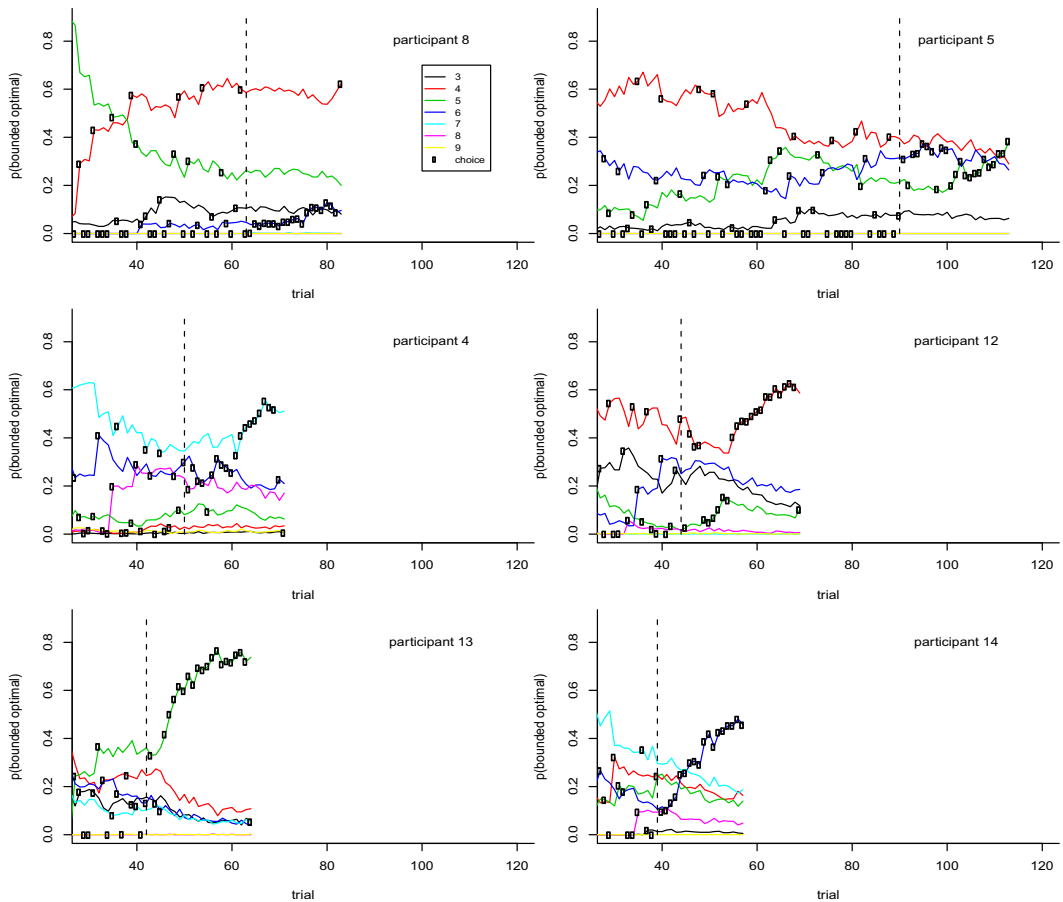 participant 8
p(bounded optimal)
0.0 0.2 0.4 0.6 0.8
3
4
5
6
7
8
9
choice
40 60 80 100 120
trial
participant 5
p(bounded optimal)
0.0 0.2 0.4 0.6 0.8
40 60 80 100 120
trial
participant 4
p(bounded optimal)
0.0 0.2 0.4 0.6 0.8
40 60 80 100 120
trial
participant 12
p(bounded optimal)
0.0 0.2 0.4 0.6 0.8
40 60 80 100 120
trial
participant 13
p(bounded optimal)
0.0 0.2 0.4 0.6 0.8
40 60 80 100 120
trial
participant 14
p(bounded optimal)
0.0 0.2 0.4 0.6 0.8
40 60 80 100 120
trial